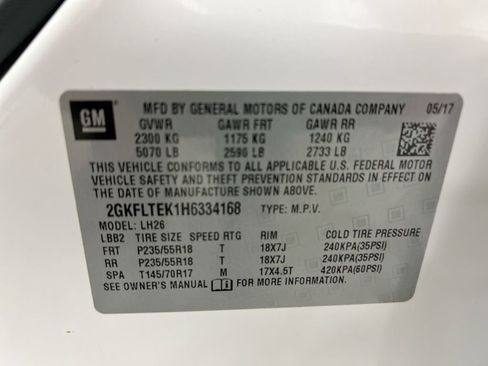 GM
MFD BY GENERAL MOTORS OF CANADA COMPANY 05/17
GVWR GAWR FRT GAWR RR
2300 KG 1175 KG 1240 KG
5070 LB 2590 LB 2733 LB
THIS VEHICLE CONFORMS TO ALL APPLICABLE U.S. FEDERAL MOTOR
VEHICLE SAFETY AND THEFT PREVENTION STANDARDS IN EFFECT ON
THE DATE OF MANUFACTURE SHOWN ABOVE.
2GKFLTEK1H6334168 TYPE: M.P.V.
MODEL: LH26
LBB2 TIRE SIZE SPEED RTG RIM COLD TIRE PRESSURE
FRT P235/55R18 T 18X7J 240KPA(35PSI)
RR P235/55R18 T 18X7J 240KPA(35PSI)
SPA T145/70R17 M 17X4.5T 420KPA(60PSI)
SEE OWNER'S MANUAL FOR MORE INFORMATION.